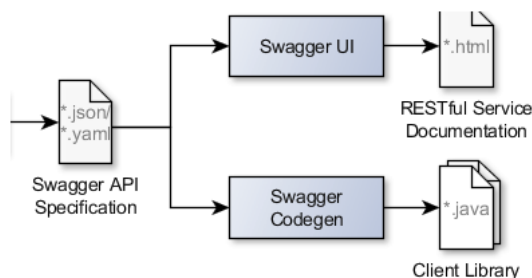 Swagger UI
*.html
RESTful Service
Documentation
*.json/
*.yaml
Swagger API
Specification
Swagger
Codegen
*.java
Client Library